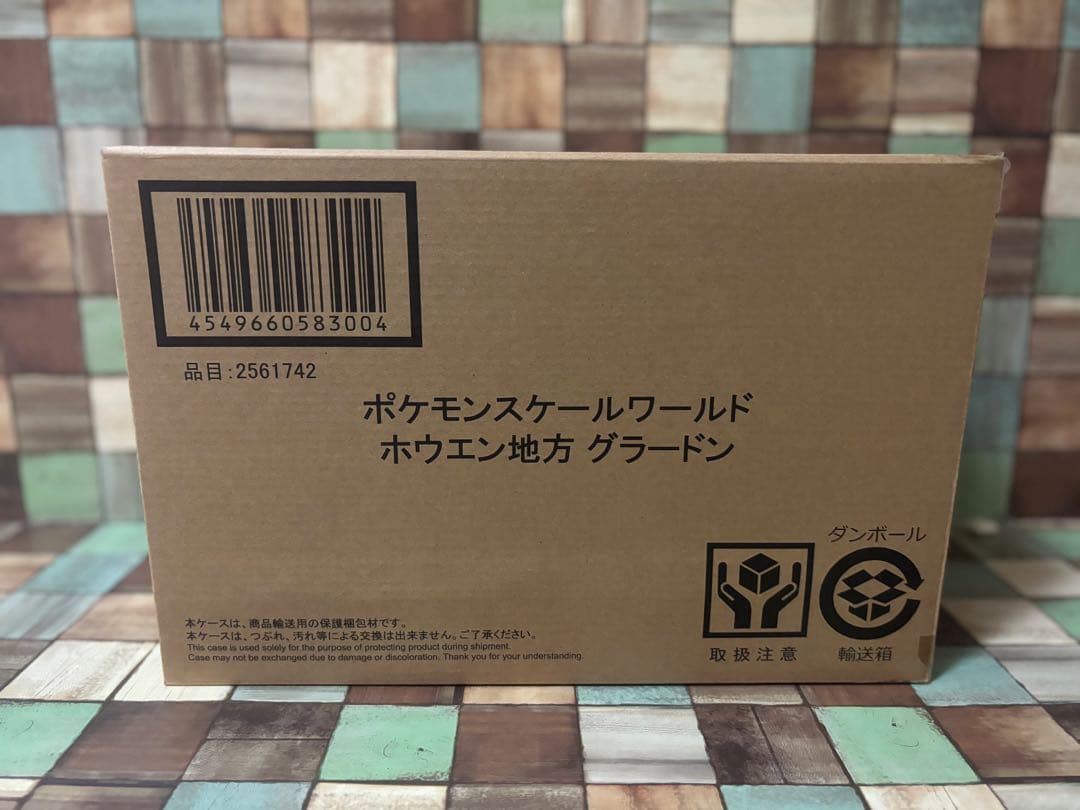 4549660583004
品目:2561742
ポケモンスケールワールド
ホウエン地方 グラードン
ダンボール
取扱注意
輸送箱
本ケースは、商品輸送用の保護梱包材です。
本ケースは、つぶれ、汚れ等による交換は出来ません。ご了承ください。
This case is used solely for the purpose of protecting product during shipment.
Case may not be exchanged due to damage or discoloration. Thank you for your understanding.